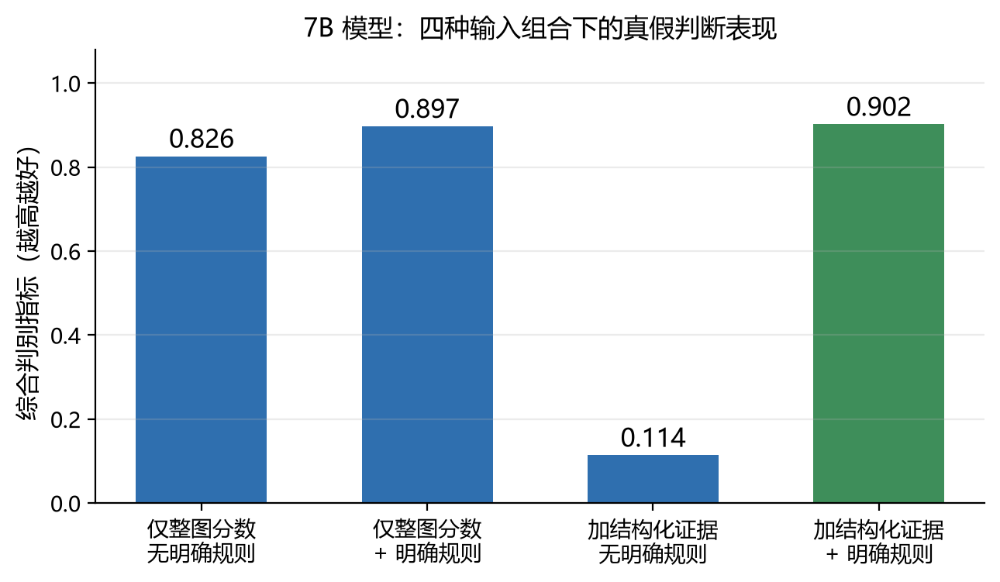 7B 模型：四种输入组合下的真假判断表现
综合判别指标（越高越好）
1.0
0.8
0.6
0.4
0.2
0.0
0.826
0.897
0.114
0.902
仅整图分数
无明确规则
仅整图分数
+ 明确规则
加结构化证据
无明确规则
加结构化证据
+ 明确规则